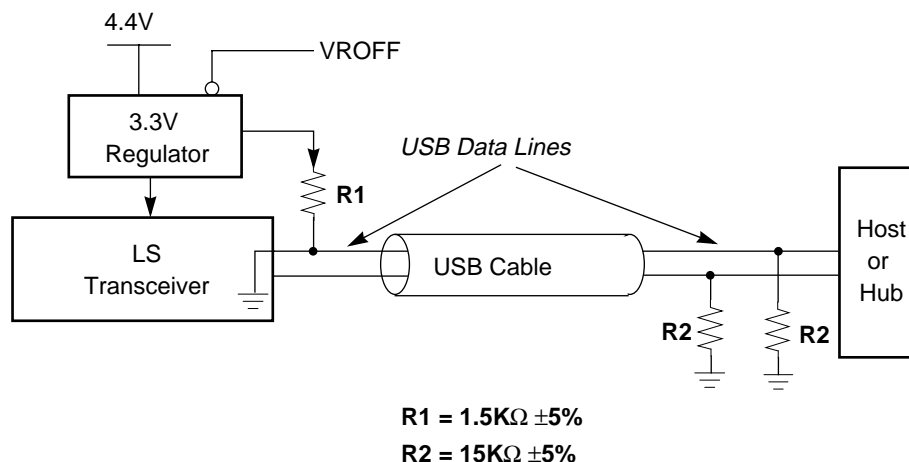 4.4V
VROFF
3.3V
Regulator
USB Data Lines
R1
LS
Transceiver
USB Cable
Host
or
Hub
R2
R2
R1 = 1.5KΩ ±5%
R2 = 15KΩ ±5%